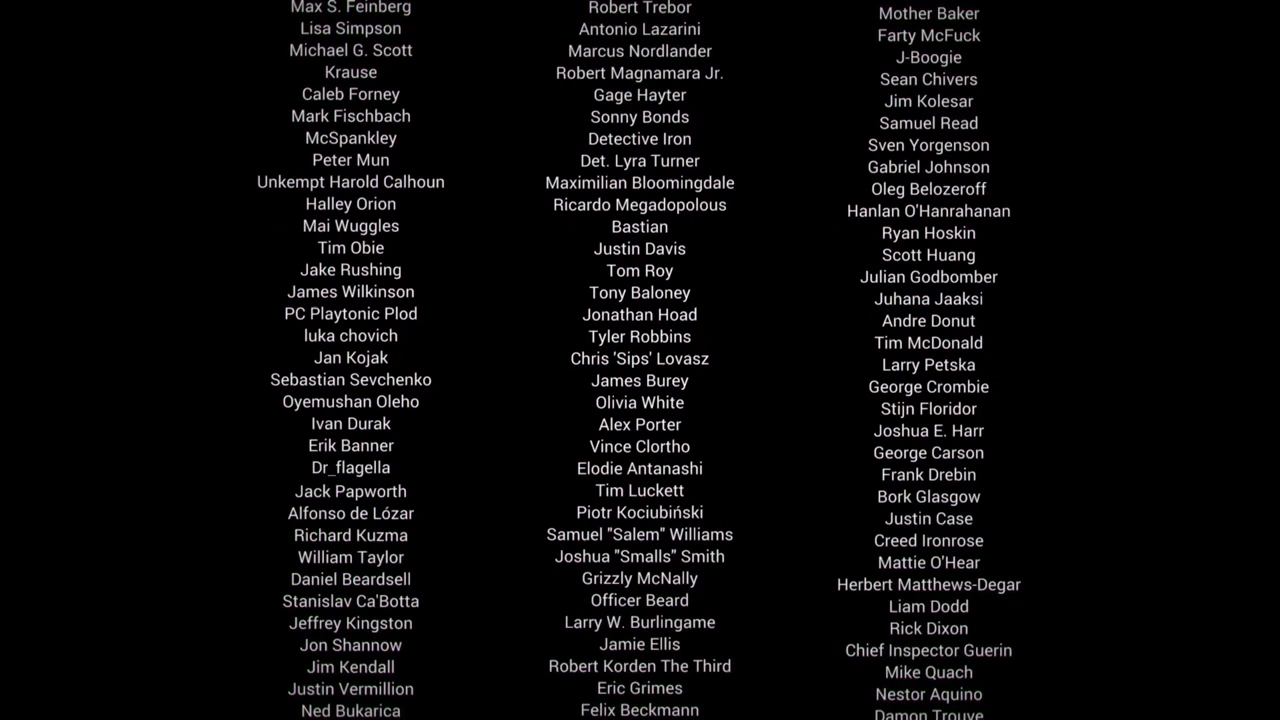 Max S. Feinberg
Lisa Simpson
Michael G. Scott
Krause
Caleb Forney
Mark Fischbach
McSpankley
Peter Mun
Unkempt Harold Calhoun
Halley Orion
Mai Wuggles
Tim Obie
Jake Rushing
James Wilkinson
PC Playtonic Plod
luka chovich
Jan Kojak
Sebastian Sevchenko
Oyemushan Oleho
Ivan Durak
Erik Banner
Dr_flagella
Jack Papworth
Alfonso de Lózar
Richard Kuzma
William Taylor
Daniel Beardsell
Stanislav Ca'Botta
Jeffrey Kingston
Jon Shannow
Jim Kendall
Justin Vermillion
Ned Bukarica
Robert Trebor
Antonio Lazarini
Marcus Nordlander
Robert Magnamara Jr.
Gage Hayter
Sonny Bonds
Detective Iron
Det. Lyra Turner
Maximilian Bloomingdale
Ricardo Megadopolous
Bastian
Justin Davis
Tom Roy
Tony Baloney
Jonathan Hoad
Tyler Robbins
Chris 'Sips' Lovasz
James Burey
Olivia White
Alex Porter
Vince Clortho
Elodie Antanashi
Tim Luckett
Piotr Kociubiński
Samuel "Salem" Williams
Joshua "Smalls" Smith
Grizzly McNally
Officer Beard
Larry W. Burlingame
Jamie Ellis
Robert Korden The Third
Eric Grimes
Felix Beckmann
Mother Baker
Farty McFuck
J-Boogie
Sean Chivers
Jim Kolesar
Samuel Read
Sven Yorgenson
Gabriel Johnson
Oleg Belozeroff
Hanlan O'Hanrahanan
Ryan Hoskin
Scott Huang
Julian Godbomber
Juhana Jaaksi
Andre Donut
Tim McDonald
Larry Petska
George Crombie
Stijn Floridor
Joshua E. Harr
George Carson
Frank Drebin
Bork Glasgow
Justin Case
Creed Ironrose
Mattie O'Hear
Herbert Matthews-Degar
Liam Dodd
Rick Dixon
Chief Inspector Guerin
Mike Quach
Nestor Aquino
Damon Trouve